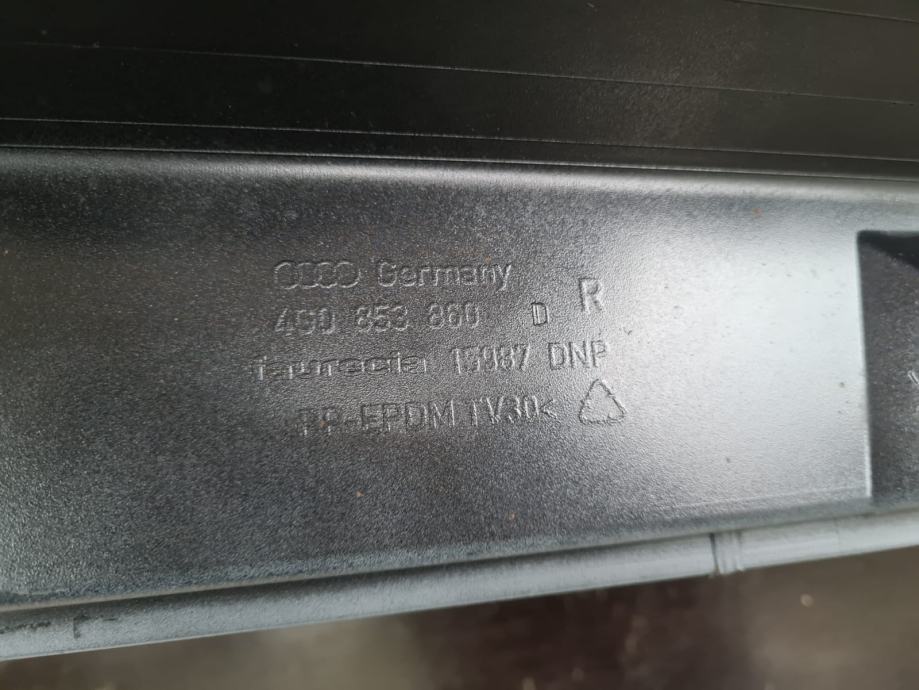 Germany R
4G0 853 860 D
faurecia 15987 DNP
PP-EPDM TV30<